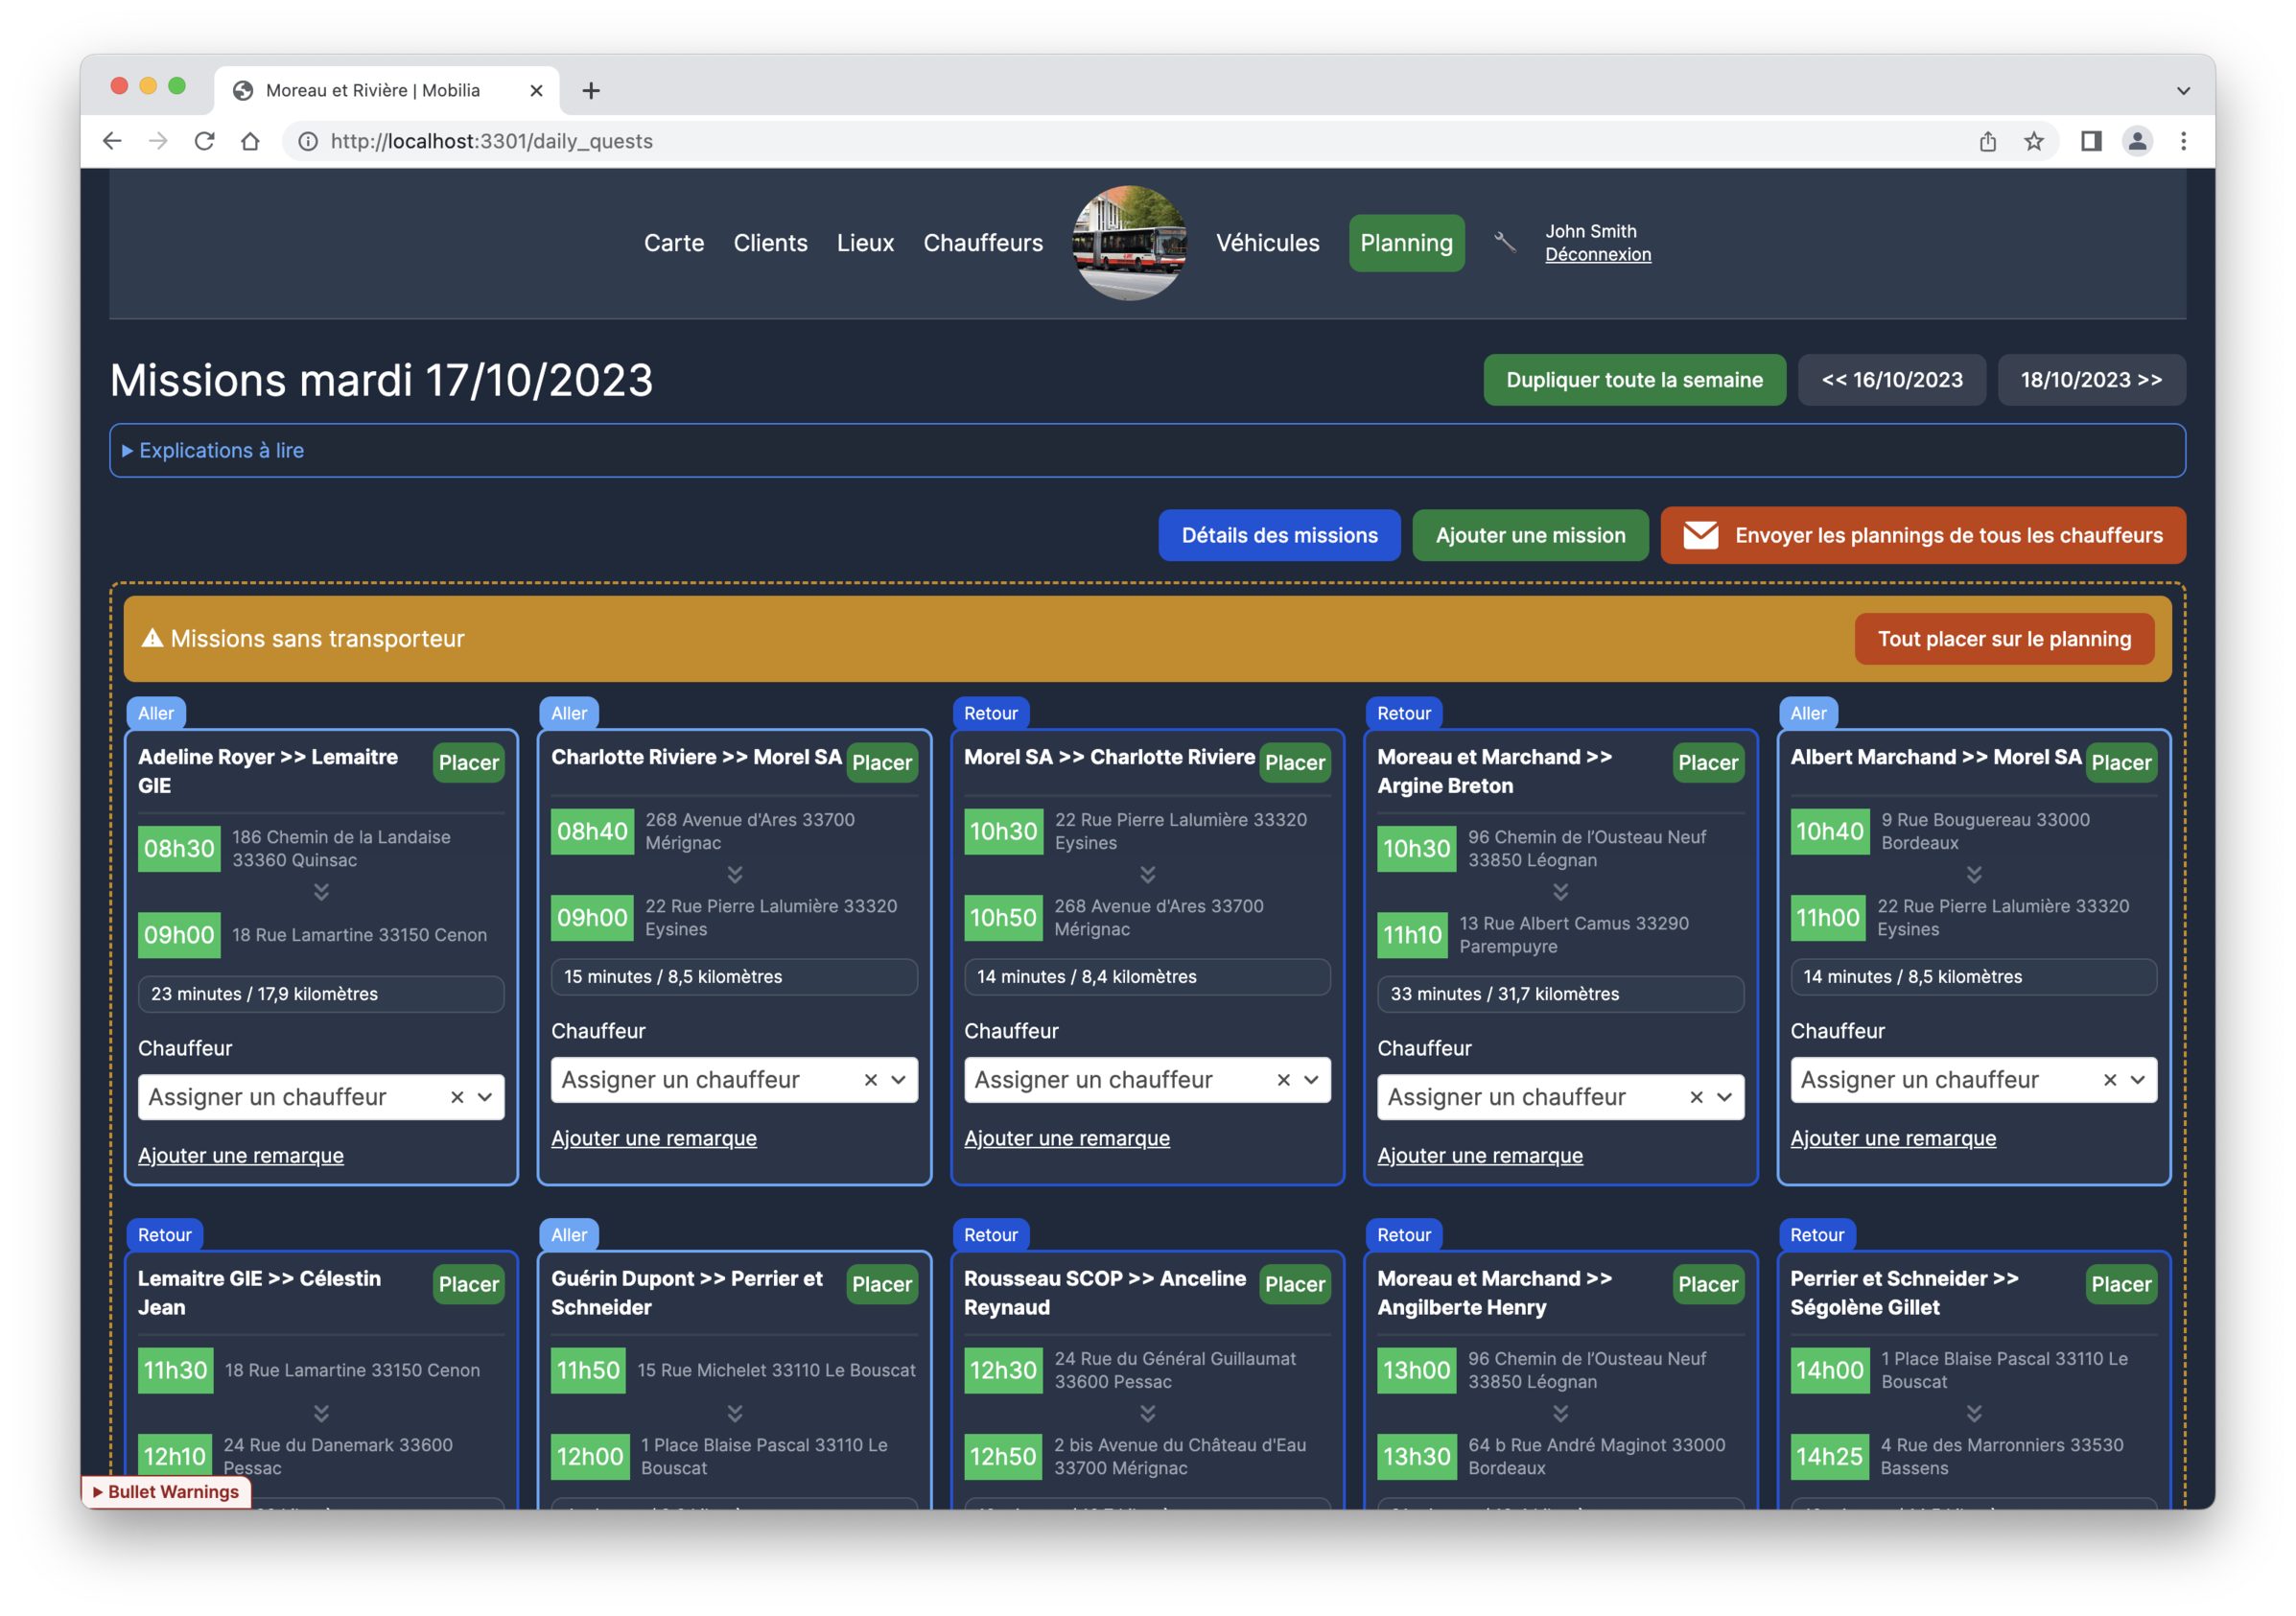 Moreau et Rivière | Mobilia
http://localhost:3301/daily_quests
Carte Clients Lieux Chauffeurs Véhicules Planning John Smith
Déconnexion
Missions mardi 17/10/2023
Dupliquer toute la semaine << 16/10/2023 18/10/2023 >>
Explications à lire
Détails des missions Ajouter une mission Envoyer les plannings de tous les chauffeurs
Missions sans transporteur Tout placer sur le planning
Aller
Adeline Royer >> Lemaitre
GIE
Placer
08h30 186 Chemin de la Landaise
33360 Quinsac
09h00 18 Rue Lamartine 33150 Cenon
23 minutes / 17,9 kilomètres
Chauffeur
Assigner un chauffeur
Ajouter une remarque
Aller
Charlotte Riviere >> Morel SA Placer
08h40 268 Avenue d'Ares 33700
Mérignac
09h00 22 Rue Pierre Lalumière 33320
Eysines
15 minutes / 8,5 kilomètres
Chauffeur
Assigner un chauffeur
Ajouter une remarque
Retour
Morel SA >> Charlotte Riviere Placer
10h30 22 Rue Pierre Lalumière 33320
Eysines
10h50 268 Avenue d'Ares 33700
Mérignac
14 minutes / 8,4 kilomètres
Chauffeur
Assigner un chauffeur
Ajouter une remarque
Retour
Moreau et Marchand >>
Argine Breton
Placer
10h30 96 Chemin de l’Ousteau Neuf
33850 Léognan
11h10 13 Rue Albert Camus 33290
Parempuyre
33 minutes / 31,7 kilomètres
Chauffeur
Assigner un chauffeur
Ajouter une remarque
Aller
Albert Marchand >> Morel SA Placer
10h40 9 Rue Bouguereau 33000
Bordeaux
11h00 22 Rue Pierre Lalumière 33320
Eysines
14 minutes / 8,5 kilomètres
Chauffeur
Assigner un chauffeur
Ajouter une remarque
Retour
Lemaitre GIE >> Célestin
Jean
Placer
11h30 18 Rue Lamartine 33150 Cenon
12h10 24 Rue du Danemark 33600
Pessac
Aller
Guérin Dupont >> Perrier et
Schneider
Placer
11h50 15 Rue Michelet 33110 Le Bouscat
12h00 1 Place Blaise Pascal 33110 Le
Bouscat
Retour
Rousseau SCOP >> Anceline
Reynaud
Placer
12h30 24 Rue du Général Guillaumat
33600 Pessac
12h50 2 bis Avenue du Château d'Eau
33700 Mérignac
Retour
Moreau et Marchand >>
Angilberte Henry
Placer
13h00 96 Chemin de l’Ousteau Neuf
33850 Léognan
13h30 64 b Rue André Maginot 33000
Bordeaux
Retour
Perrier et Schneider >>
Ségolène Gillet
Placer
14h00 1 Place Blaise Pascal 33110 Le
Bouscat
14h25 4 Rue des Marronniers 33530
Bassens
Bullet Warnings